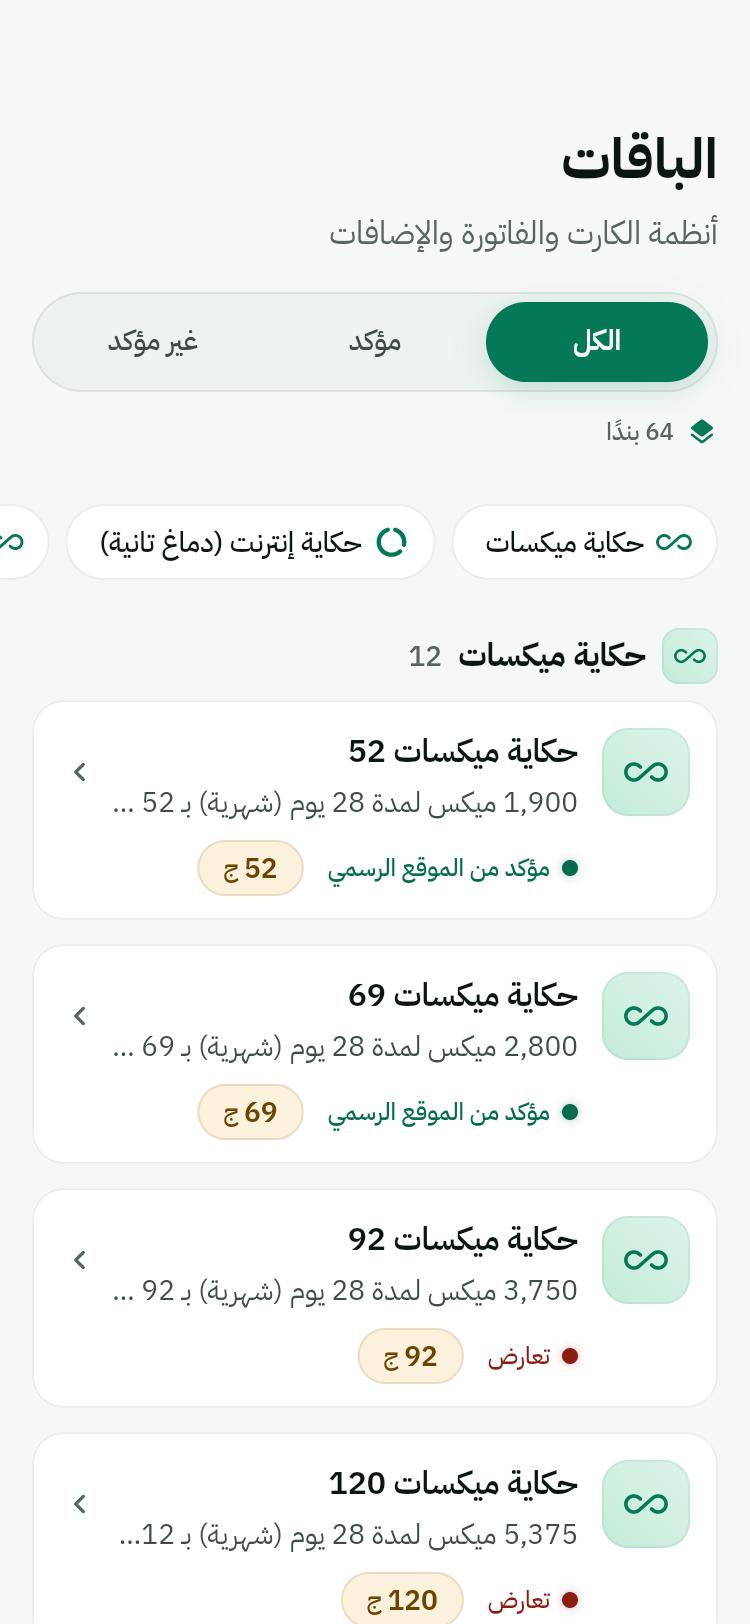 الباقات
أنظمة الكارت والفاتورة والإضافات
الكل
مؤكد
غير مؤكد
64 بندًا
حكاية ميكسات
حكاية إنترنت (دماغ تانية)
حكاية ميكسات 12
حكاية ميكسات 52
1,900 ميكس لمدة 28 يوم (شهرية) بـ 52 ...
مؤكد من الموقع الرسمي
52 ج
حكاية ميكسات 69
2,800 ميكس لمدة 28 يوم (شهرية) بـ 69 ...
مؤكد من الموقع الرسمي
69 ج
حكاية ميكسات 92
3,750 ميكس لمدة 28 يوم (شهرية) بـ 92 ...
تعارض
92 ج
حكاية ميكسات 120
5,375 ميكس لمدة 28 يوم (شهرية) بـ 12...
تعارض
120 ج